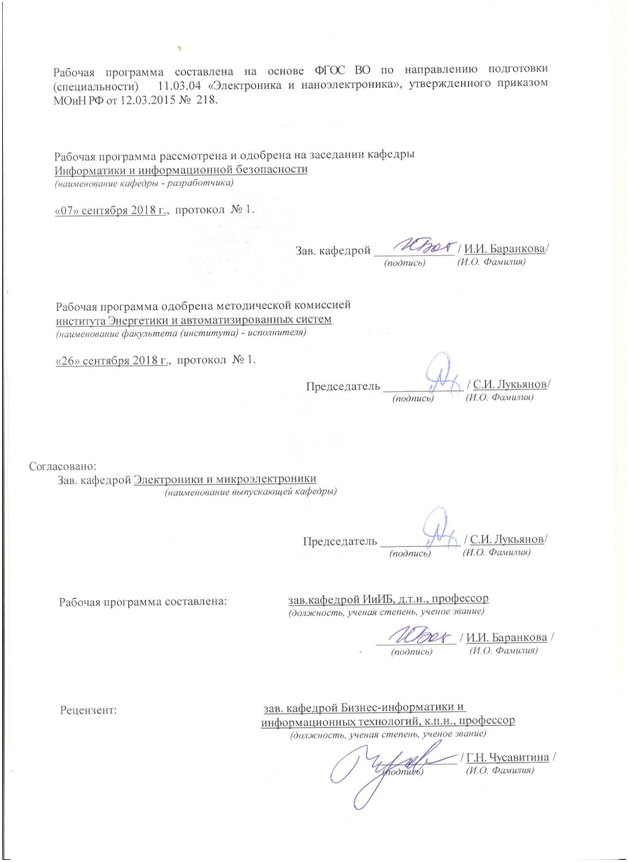 Рабочая программа составлена на основе ФГОС ВО по направлению подготовки
(специальности) 11.03.04 «Электроника и наноэлектроника», утвержденного приказом
МОиН РФ от 12.03.2015 № 218.
Рабочая программа рассмотрена и одобрена на заседании кафедры
Информатики и информационной безопасности
(наименование кафедры - разработчика)
«07» сентября 2018 г., протокол № 1.
Зав. кафедрой ____________ / И.И. Баранкова/
(подпись) (И.О. Фамилия)
Рабочая программа одобрена методической комиссией
института Энергетики и автоматизированных систем
(наименование факультета (института) - исполнителя)
«26» сентября 2018 г., протокол № 1.
Председатель ____________ / С.И. Лукьянов/
(подпись) (И.О. Фамилия)
Согласовано:
Зав. кафедрой Электроники и микроэлектроники
(наименование выпускающей кафедры)
Председатель ____________ / С.И. Лукьянов/
(подпись) (И.О. Фамилия)
Рабочая программа составлена: зав.кафедрой ИиИБ, д.т.н., профессор
(должность, ученая степень, ученое звание)
____________ / И.И. Баранкова /
(подпись) (И.О. Фамилия)
Рецензент: зав. кафедрой Бизнес-информатики и
информационных технологий, к.п.н., профессор
(должность, ученая степень, ученое звание)
____________ / Г.Н. Чусавитина /
(подпись) (И.О. Фамилия)